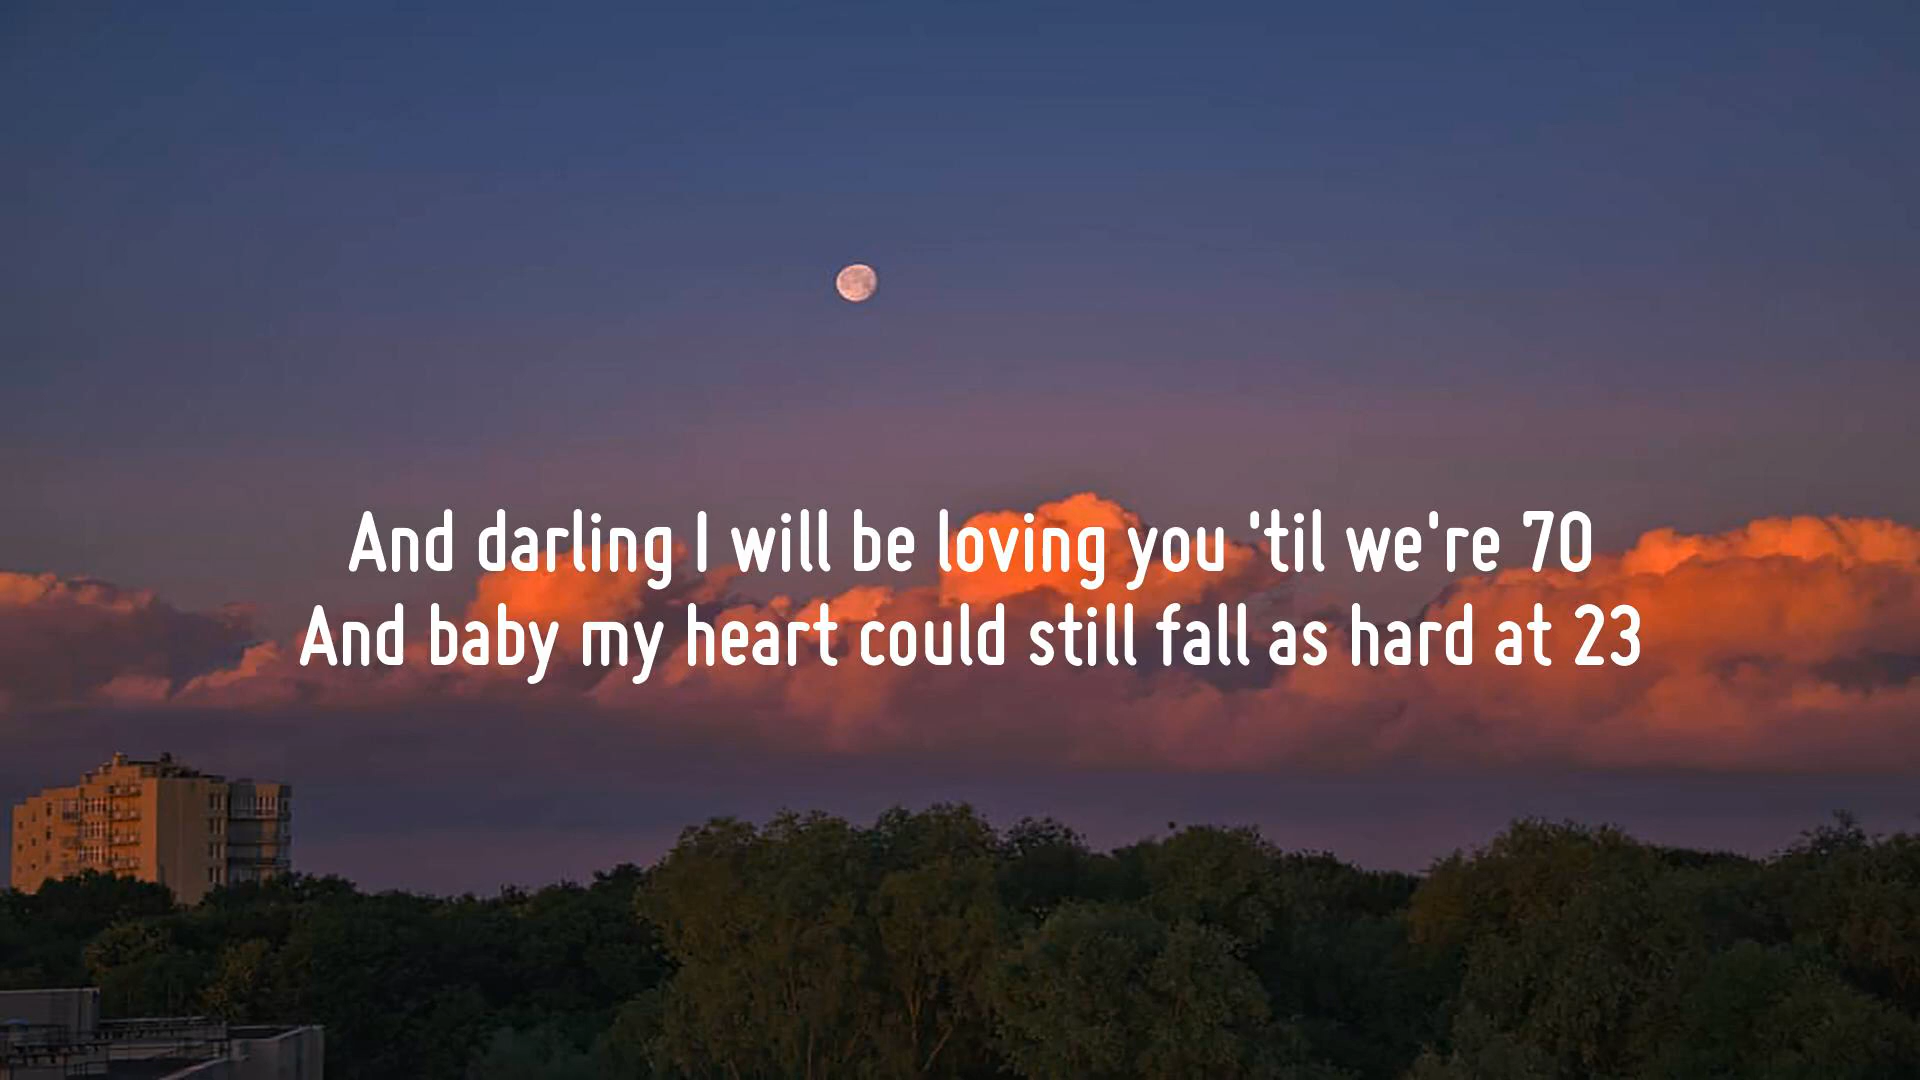 And darling I will be loving you 'til we're 70
And baby my heart could still fall as hard at 23